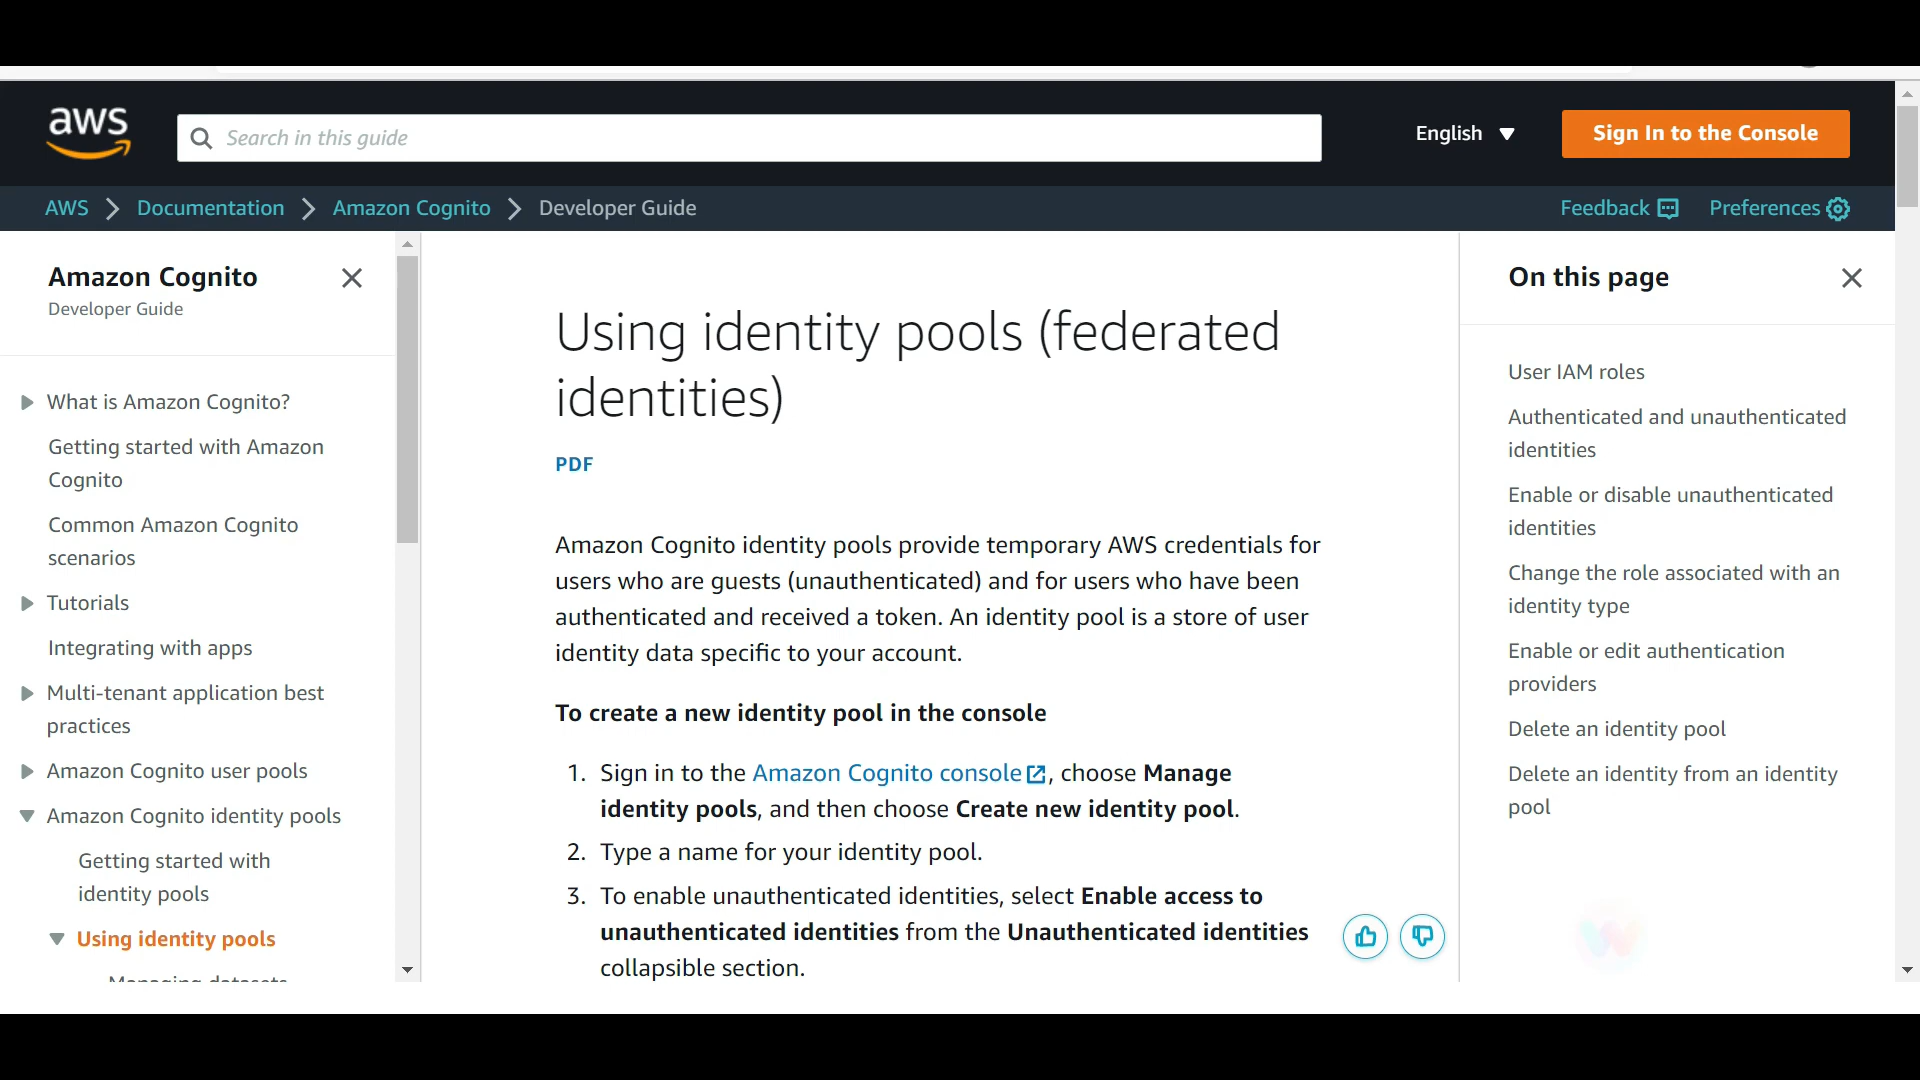 aws
Search in this guide
English
Sign In to the Console
AWS Documentation Amazon Cognito Developer Guide
Feedback Preferences
Amazon Cognito
Developer Guide
What is Amazon Cognito?
Getting started with Amazon
Cognito
Common Amazon Cognito
scenarios
Tutorials
Integrating with apps
Multi-tenant application best
practices
Amazon Cognito user pools
Amazon Cognito identity pools
Getting started with
identity pools
Using identity pools
Managing datasets
Using identity pools (federated
identities)
PDF
Amazon Cognito identity pools provide temporary AWS credentials for
users who are guests (unauthenticated) and for users who have been
authenticated and received a token. An identity pool is a store of user
identity data specific to your account.
To create a new identity pool in the console
1. Sign in to the Amazon Cognito console, choose Manage
identity pools, and then choose Create new identity pool.
2. Type a name for your identity pool.
3. To enable unauthenticated identities, select Enable access to
unauthenticated identities from the Unauthenticated identities
collapsible section.
On this page
User IAM roles
Authenticated and unauthenticated
identities
Enable or disable unauthenticated
identities
Change the role associated with an
identity type
Enable or edit authentication
providers
Delete an identity pool
Delete an identity from an identity
pool